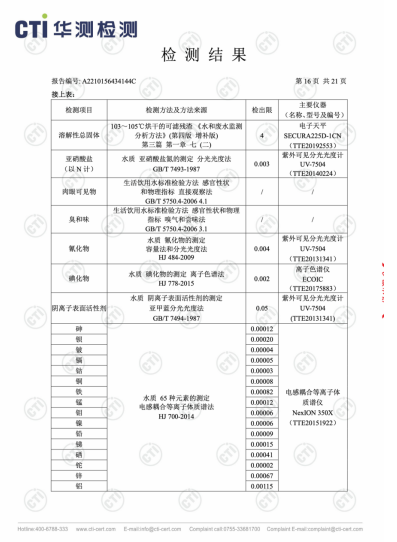 CTI 华测检测
检 测 结 果
报告编号: A2210156434144C 第 16 页 共 21 页
接上表:
检测项目 检测方法及方法来源 检出限 主要仪器
(名称、型号及编号)
溶解性总固体 103~105℃烘干的可滤残渣 《水和废水监测 4 电子天平
分析方法》(第四版 增补版) SECURA225D-1CN
第三篇 第一章 七 (二) (TTE20192553)
亚硝酸盐 水质 亚硝酸盐氮的测定 分光光度法 0.003 紫外可见分光光度计
(以 N 计) GB/T 7493-1987 UV-7504
(TTE20140224)
肉眼可见物 生活饮用水标准检验方法 感官性状 / /
和物理指标 直接观察法
GB/T 5750.4-2006 4.1
臭和味 生活饮用水标准检验方法 感官性状和物理 / /
指标 嗅气和尝味法
GB/T 5750.4-2006 3.1
氰化物 水质 氰化物的测定 0.004 紫外可见分光光度计
容量法和分光光度法 UV-7504
HJ 484-2009 (TTE20131341)
碘化物 水质 碘化物的测定 离子色谱法 0.002 离子色谱仪
HJ 778-2015 ECOIC
(TTE20175883)
阴离子表面活性剂 水质 阴离子表面活性剂的测定 0.05 紫外可见分光光度计
亚甲蓝分光光度法 UV-7504
GB/T 7494-1987 (TTE20131341)
砷 0.00012
钡 0.00020
铍 0.00004
镉 0.00005
钴 0.00003
铜 0.00008
铁 0.00082
锰 0.00012
钼 0.00006
镍 0.00006
铅 0.00009
锑 0.00015
硒 0.00041
铊 0.00002
锌 0.00067
铝 0.00115
水质 65 种元素的测定
电感耦合等离子体质谱法
HJ 700-2014
电感耦合等离子体
质谱仪
NexION 350X
(TTE20151922)
Hotline:400-6788-333 www.cti-cert.com E-mail:info@cti-cert.com Complaint call:0755-33681700 Complaint E-mail:complaint@cti-cert.com